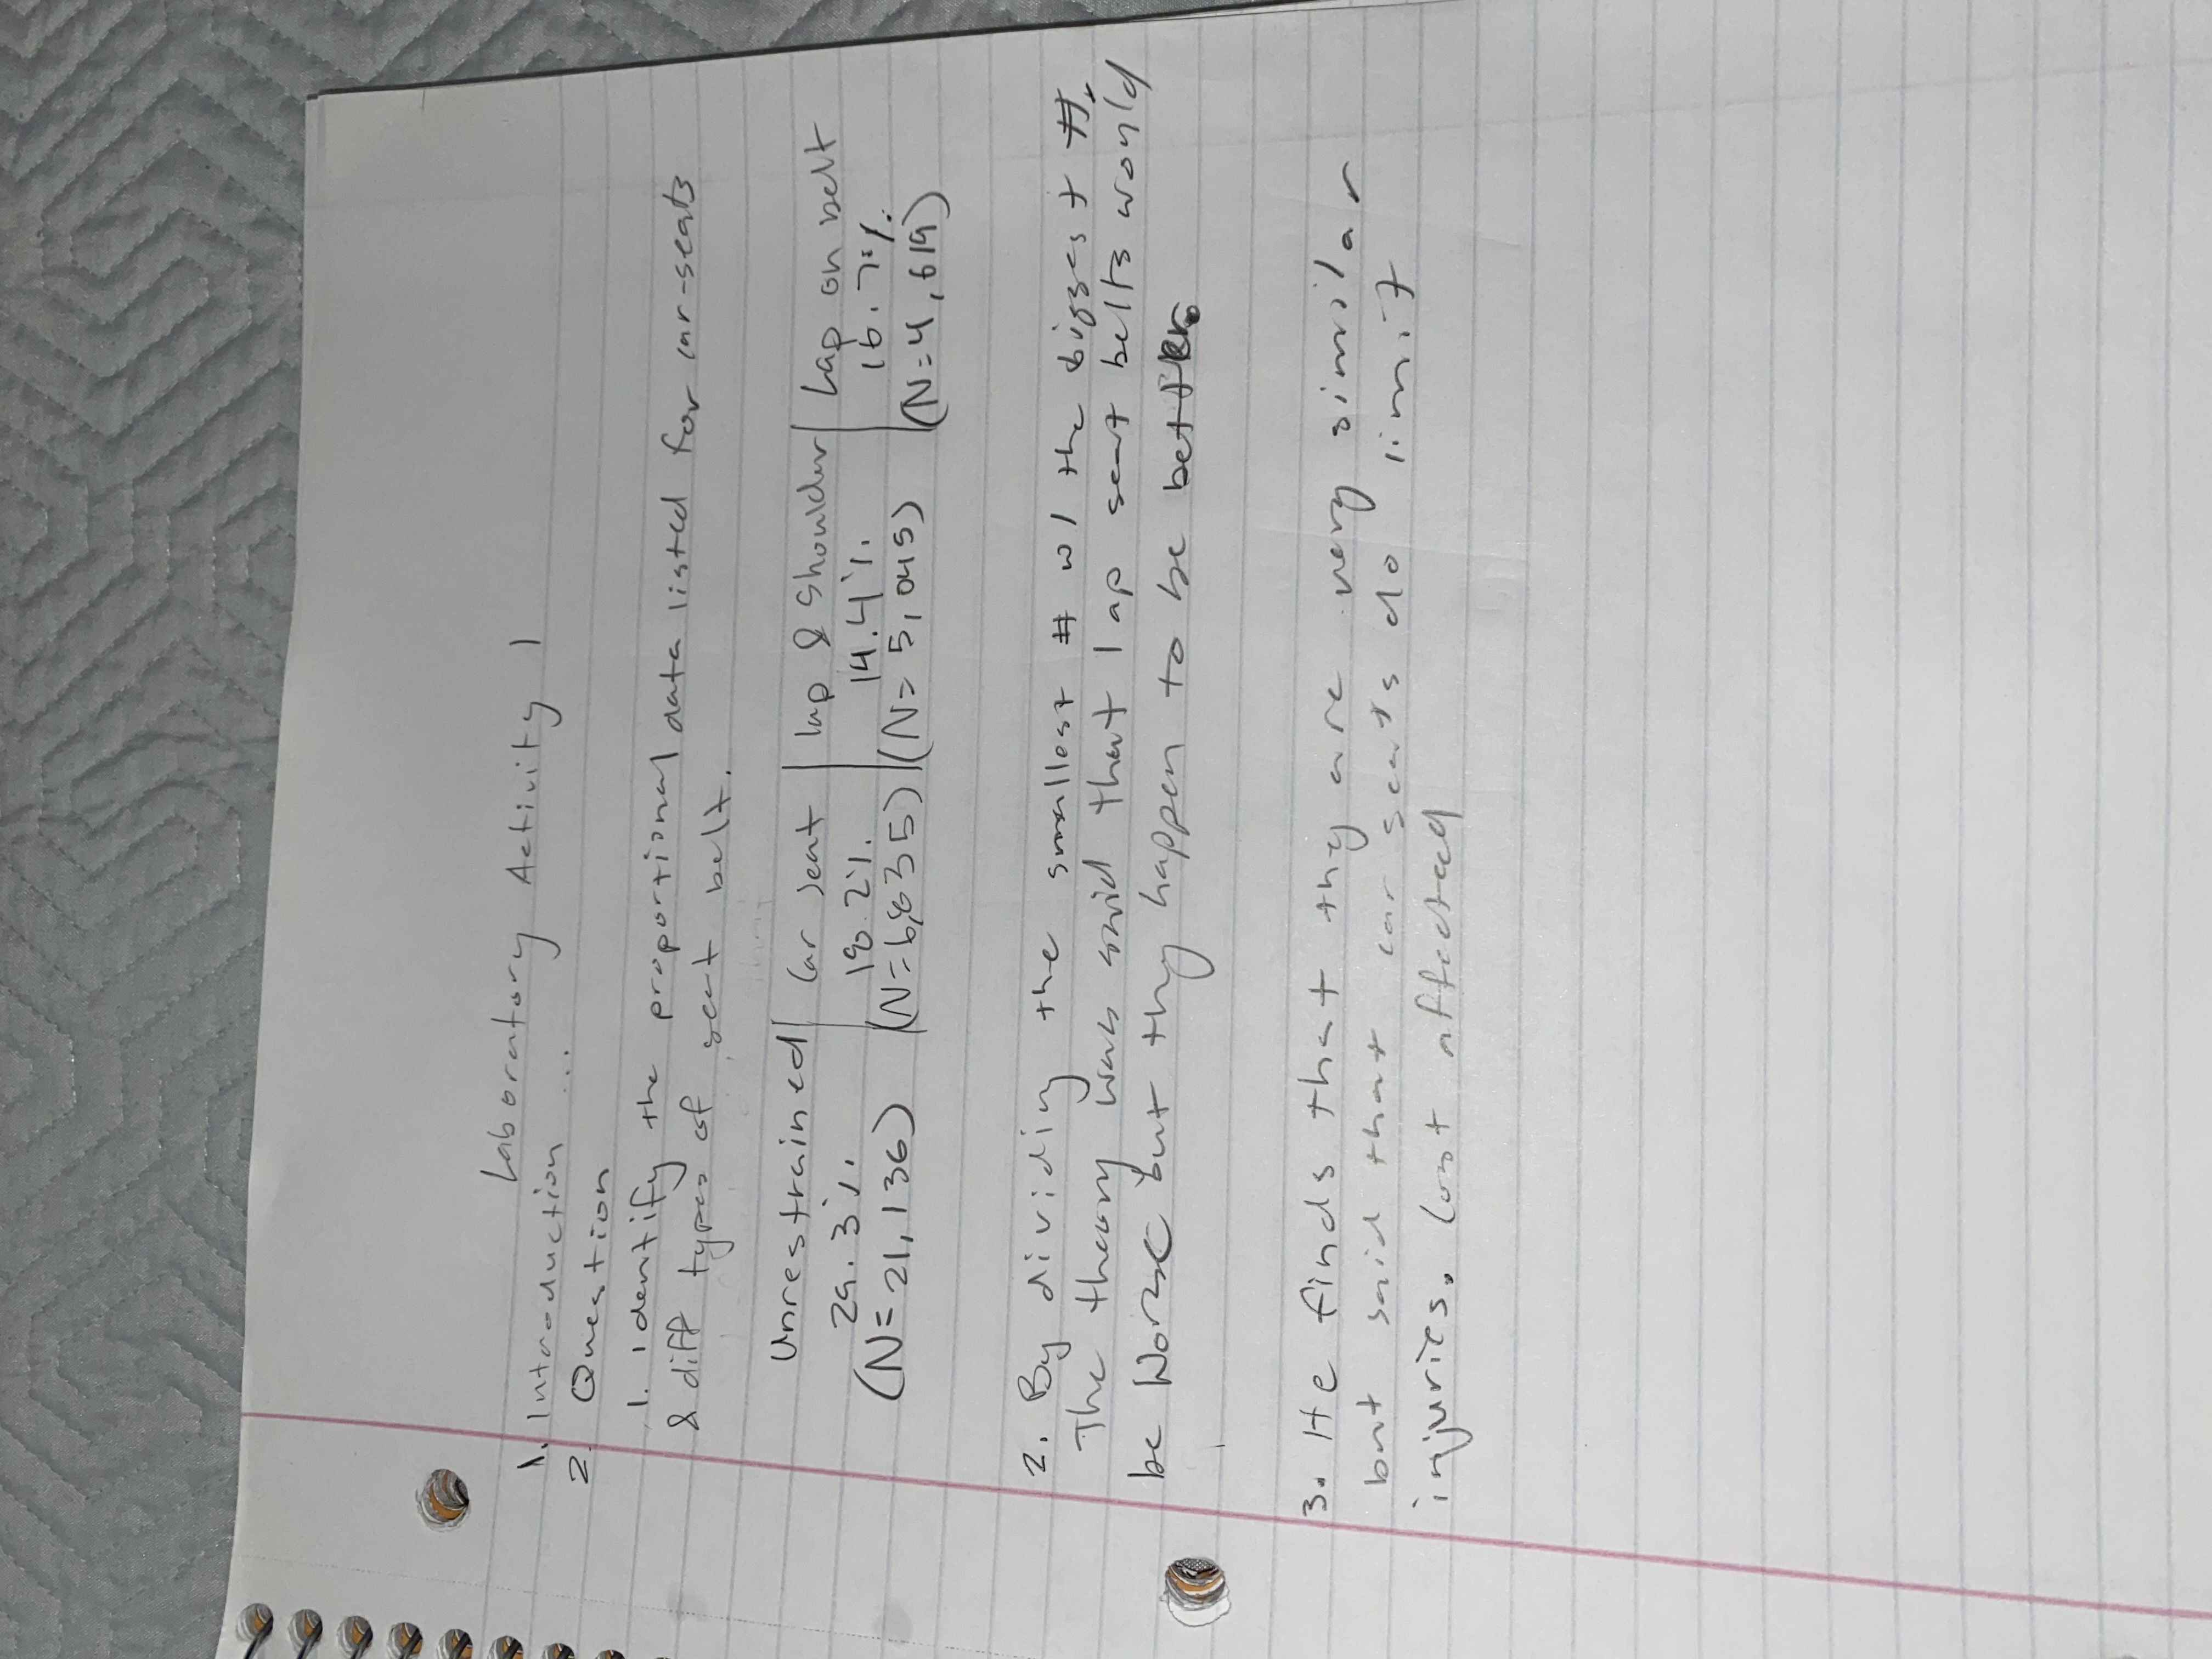 Laboratory Activity 1
1. Introduction ...
2. Question
1. Identify the proportional data listed for car-seats
& diff types of seat belt.
Unrestrained | Car Seat | lap & Shoulder | Lap on belt
29.3% 18.2% 14.4% 16.7%
(N=21,136) (N=6,835) (N=5,045) (N=4,619)
2. By dividing the smallest # w/ the biggest #.
The theory was said that lap seat belts would
be Worse but thy happen to be better.
3. He finds that thy are very similar
but said that car seats do limit
injuries. Cost affected